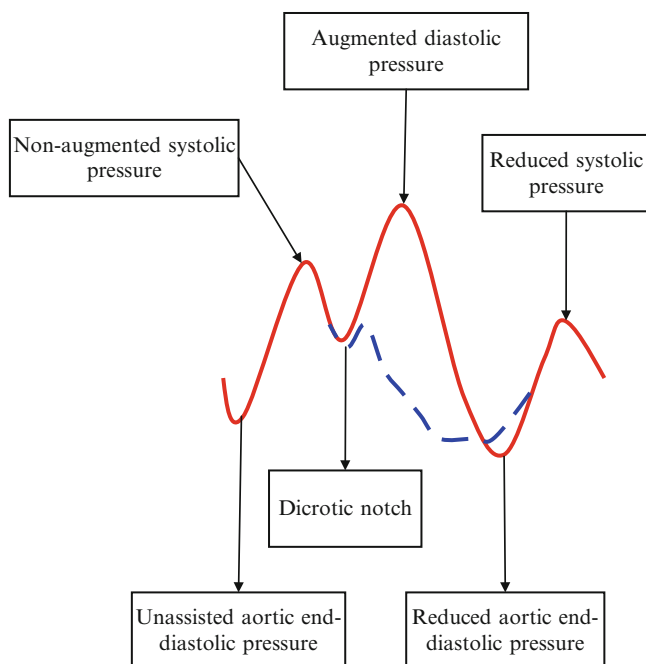 Augmented diastolic
pressure
Non-augmented systolic
pressure
Reduced systolic
pressure
Dicrotic notch
Unassisted aortic end-
diastolic pressure
Reduced aortic end-
diastolic pressure